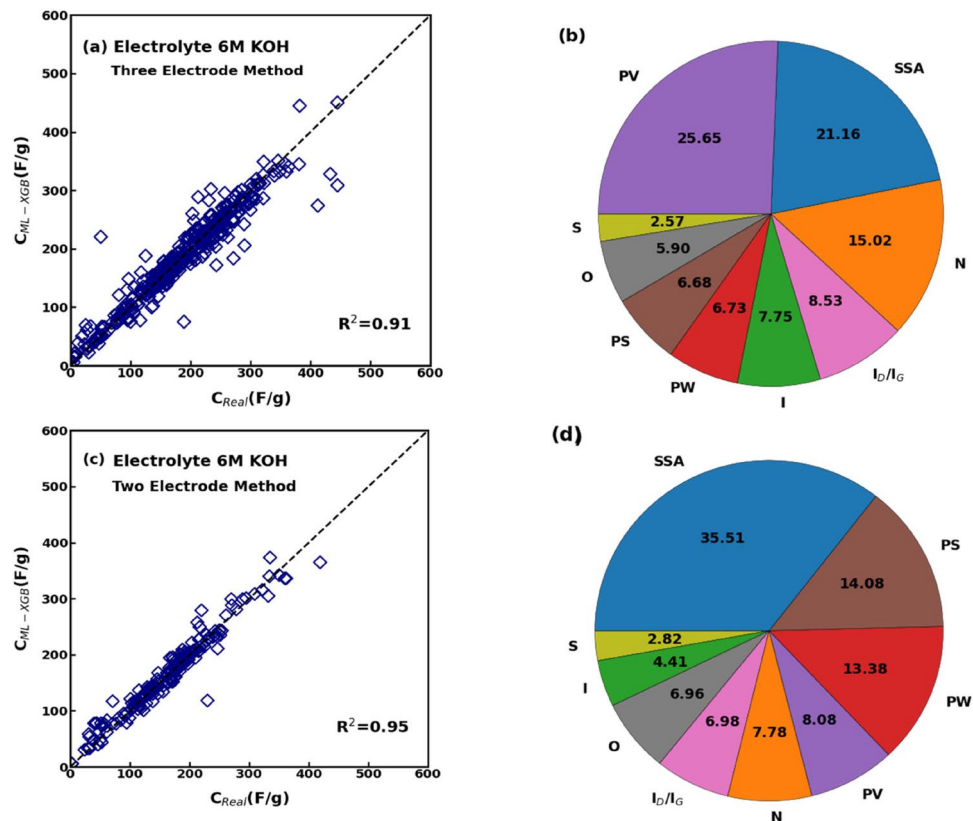 (a) Electrolyte 6M KOH
Three Electrode Method
600
500
400
300
200
100
0
C_ML-XGB(F/g)
R²=0.91
0 100 200 300 400 500 600
C_Real(F/g)
(b)
PV
SSA
25.65
21.16
S
2.57
15.02
N
O
5.90
6.68
6.73
7.75
8.53
PS
PW
I
I_D/I_G
(c) Electrolyte 6M KOH
Two Electrode Method
600
500
400
300
200
100
0
C_ML-XGB(F/g)
R²=0.95
0 100 200 300 400 500 600
C_Real(F/g)
(d)
SSA
PS
35.51
14.08
S
2.82
13.38
PW
I
4.41
O
6.96
6.98
7.78
8.08
I_D/I_G
N
PV